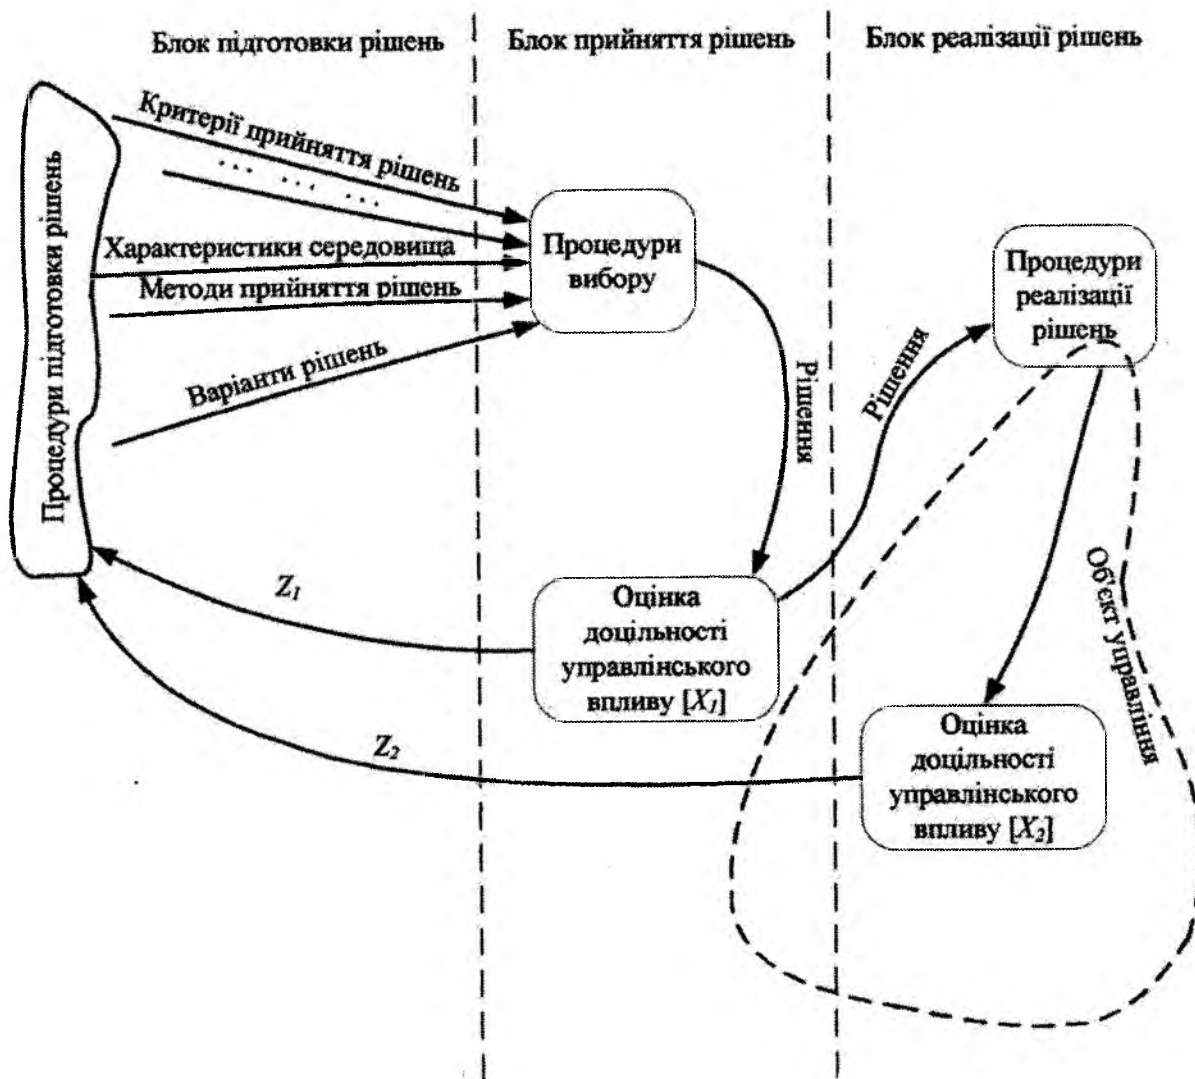 Блок підготовки рішень
Блок прийняття рішень
Блок реалізації рішень
Процедури підготовки рішень
Критерії прийняття рішень
... ... ...
Характеристики середовища
Методи прийняття рішень
Варіанти рішень
Процедури
вибору
Рішення
Рішення
Процедури
реалізації
рішень
Z1
Оцінка
доцільності
управлінського
впливу [X1]
Об'єкт управління
Z2
Оцінка
доцільності
управлінського
впливу [X2]